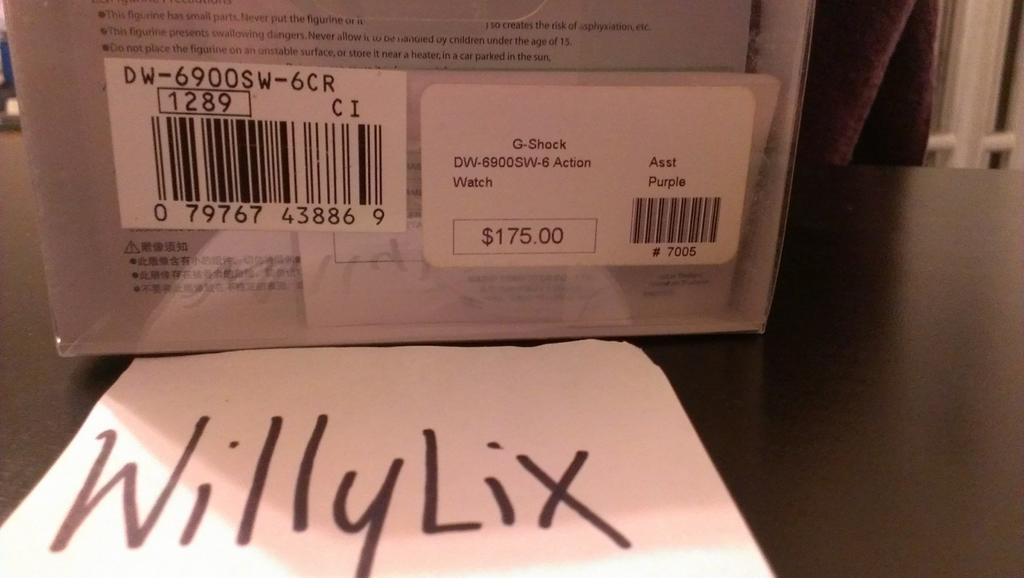 Figurine Precautions
●This figurine has small parts. Never put the figurine or it
so creates the risk of asphyxiation, etc.
●This figurine presents swallowing dangers. Never allow it to be handled by children under the age of 15.
●Do not place the figurine on an unstable surface, or store it near a heater, in a car parked in the sun,
DW-6900SW-6CR
1289
CI
0 79767 43886 9
G-Shock
DW-6900SW-6 Action
Watch
Asst
Purple
$175.00
# 7005
WillyLix